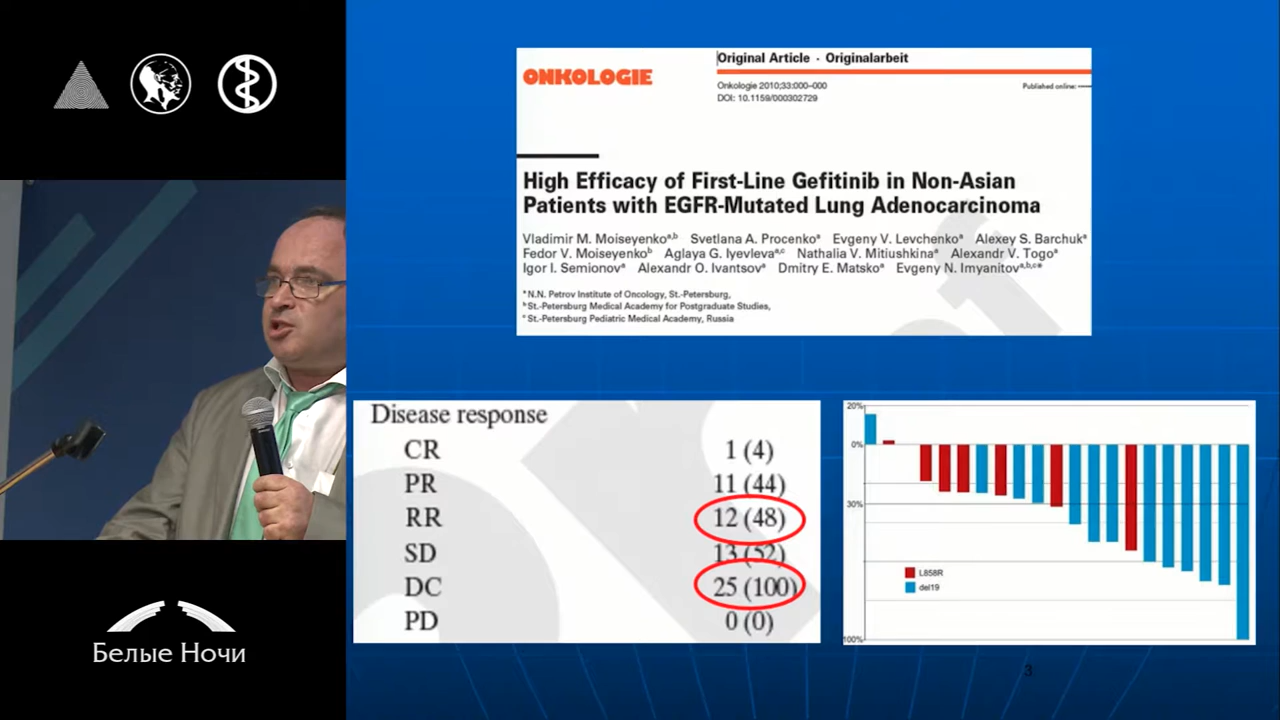 Белые Ночи
ONKOLOGIE
Original Article · Originalarbeit
Onkologie 2010;33:000–000
DOI: 10.1159/000302729
Published online:
High Efficacy of First-Line Gefitinib in Non-Asian
Patients with EGFR-Mutated Lung Adenocarcinoma
Vladimir M. Moiseyenkoa,b Svetlana A. Procenkoa Evgeny V. Levchenkoa Alexey S. Barchuka
Fedor V. Moiseyenkob Aglaya G. Iyevlevaa,c Nathalia V. Mitiushkinaa Alexandr V. Togoa
Igor I. Semionova Alexandr O. Ivantsova Dmitry E. Matskoa Evgeny N. Imyanitova,b,c*
a N.N. Petrov Institute of Oncology, St.-Petersburg,
b St.-Petersburg Medical Academy for Postgraduate Studies,
c St.-Petersburg Pediatric Medical Academy, Russia
Disease response
CR 1 (4)
PR 11 (44)
RR 12 (48)
SD 13 (52)
DC 25 (100)
PD 0 (0)
20%
0%
30%
100%
L858R
del19
3